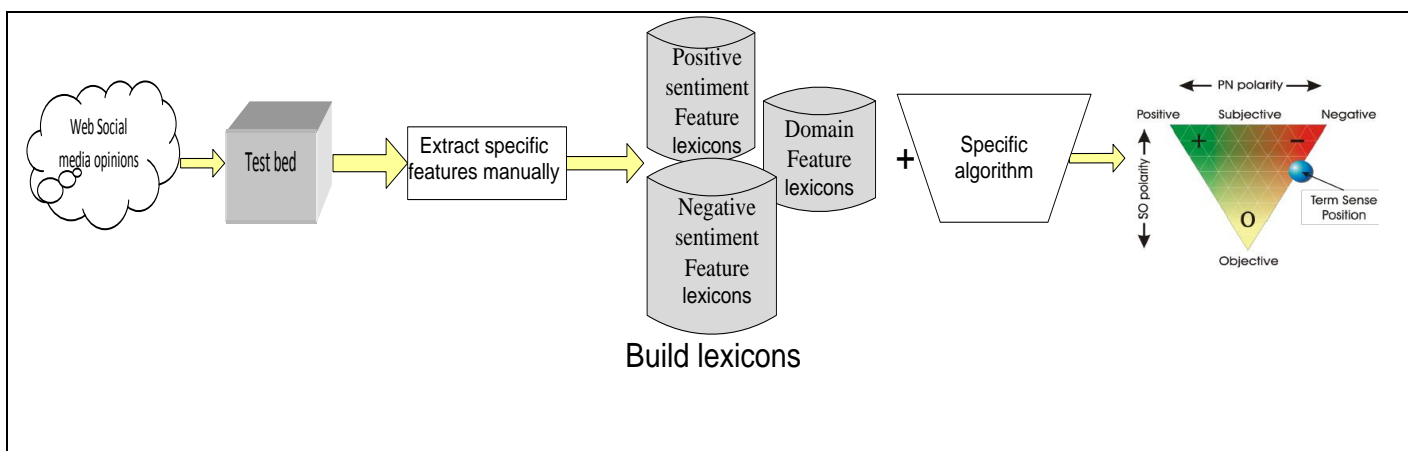 Web Social
media opinions
Test bed
Extract specific
features manually
Positive
sentiment
Feature
lexicons
Domain
Feature
lexicons
Negative
sentiment
Feature
lexicons
Build lexicons
+
Specific
algorithm
PN polarity
Positive
Subjective
Negative
SO polarity
+
–
O
Term Sense
Position
Objective